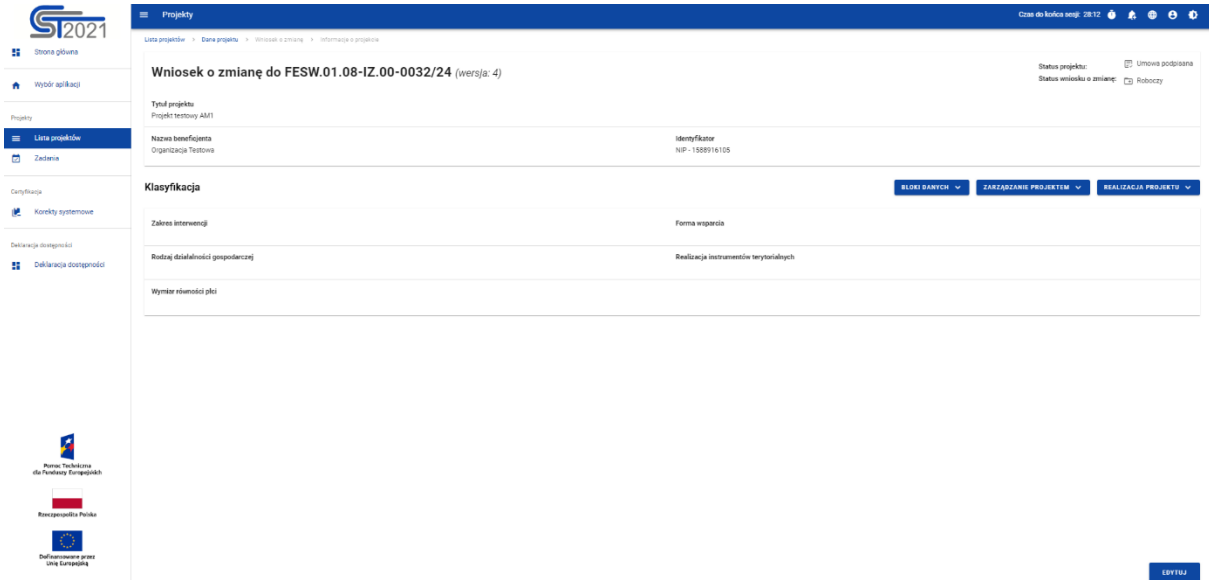 CST2021
Projekty
Czas do końca sesji: 28:12
Strona główna
Wybór aplikacji
Projekty
Lista projektów
Zadania
Certyfikacja
Korekty systemowe
Deklaracja dostępności
Deklaracja dostępności
Lista projektów > Dane projektu > Wniosek o zmianę > Informacje o projekcie
Wniosek o zmianę do FESW.01.08-IZ.00-0032/24 (wersja: 4)
Status projektu: Umowa podpisana
Status wniosku o zmianę: Roboczy
Tytuł projektu
Projekt testowy AM1
Nazwa beneficjenta
Organizacja Testowa
Identyfikator
NIP - 1588916105
Klasyfikacja
BLOKI DANYCH
ZARZĄDZANIE PROJEKTEM
REALIZACJA PROJEKTU
Zakres interwencji
Forma wsparcia
Rodzaj działalności gospodarczej
Realizacja instrumentów terytorialnych
Wymiar równości płci
Pomoc Techniczna
dla Funduszy Europejskich
Rzeczpospolita Polska
Dofinansowane przez
Unię Europejską
EDYTUJ